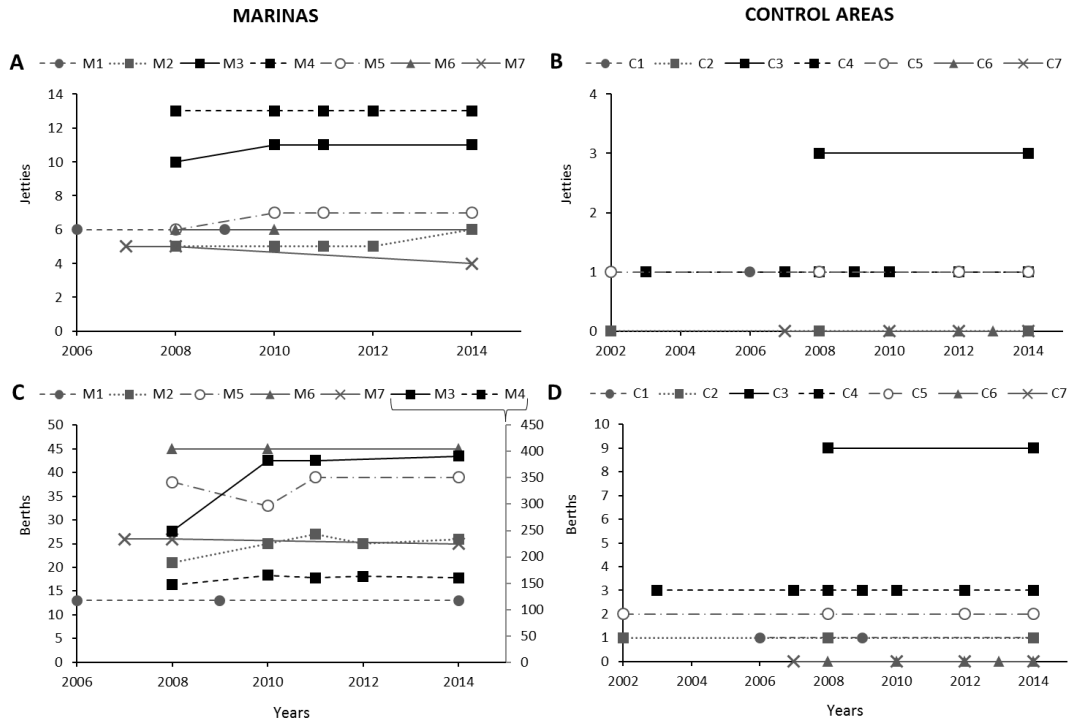 MARINAS
CONTROL AREAS
A
M1 M2 M3 M4 M5 M6 M7
Jetties
14
12
10
8
6
4
2
0
2006 2008 2010 2012 2014
B
C1 C2 C3 C4 C5 C6 C7
Jetties
4
3
2
1
0
2002 2004 2006 2008 2010 2012 2014
C
M1 M2 M5 M6 M7 M3 M4
Berths
50
45
40
35
30
25
20
15
10
5
0
450
400
350
300
250
200
150
100
50
0
2006 2008 2010 2012 2014
Years
D
C1 C2 C3 C4 C5 C6 C7
Berths
10
9
8
7
6
5
4
3
2
1
0
2002 2004 2006 2008 2010 2012 2014
Years